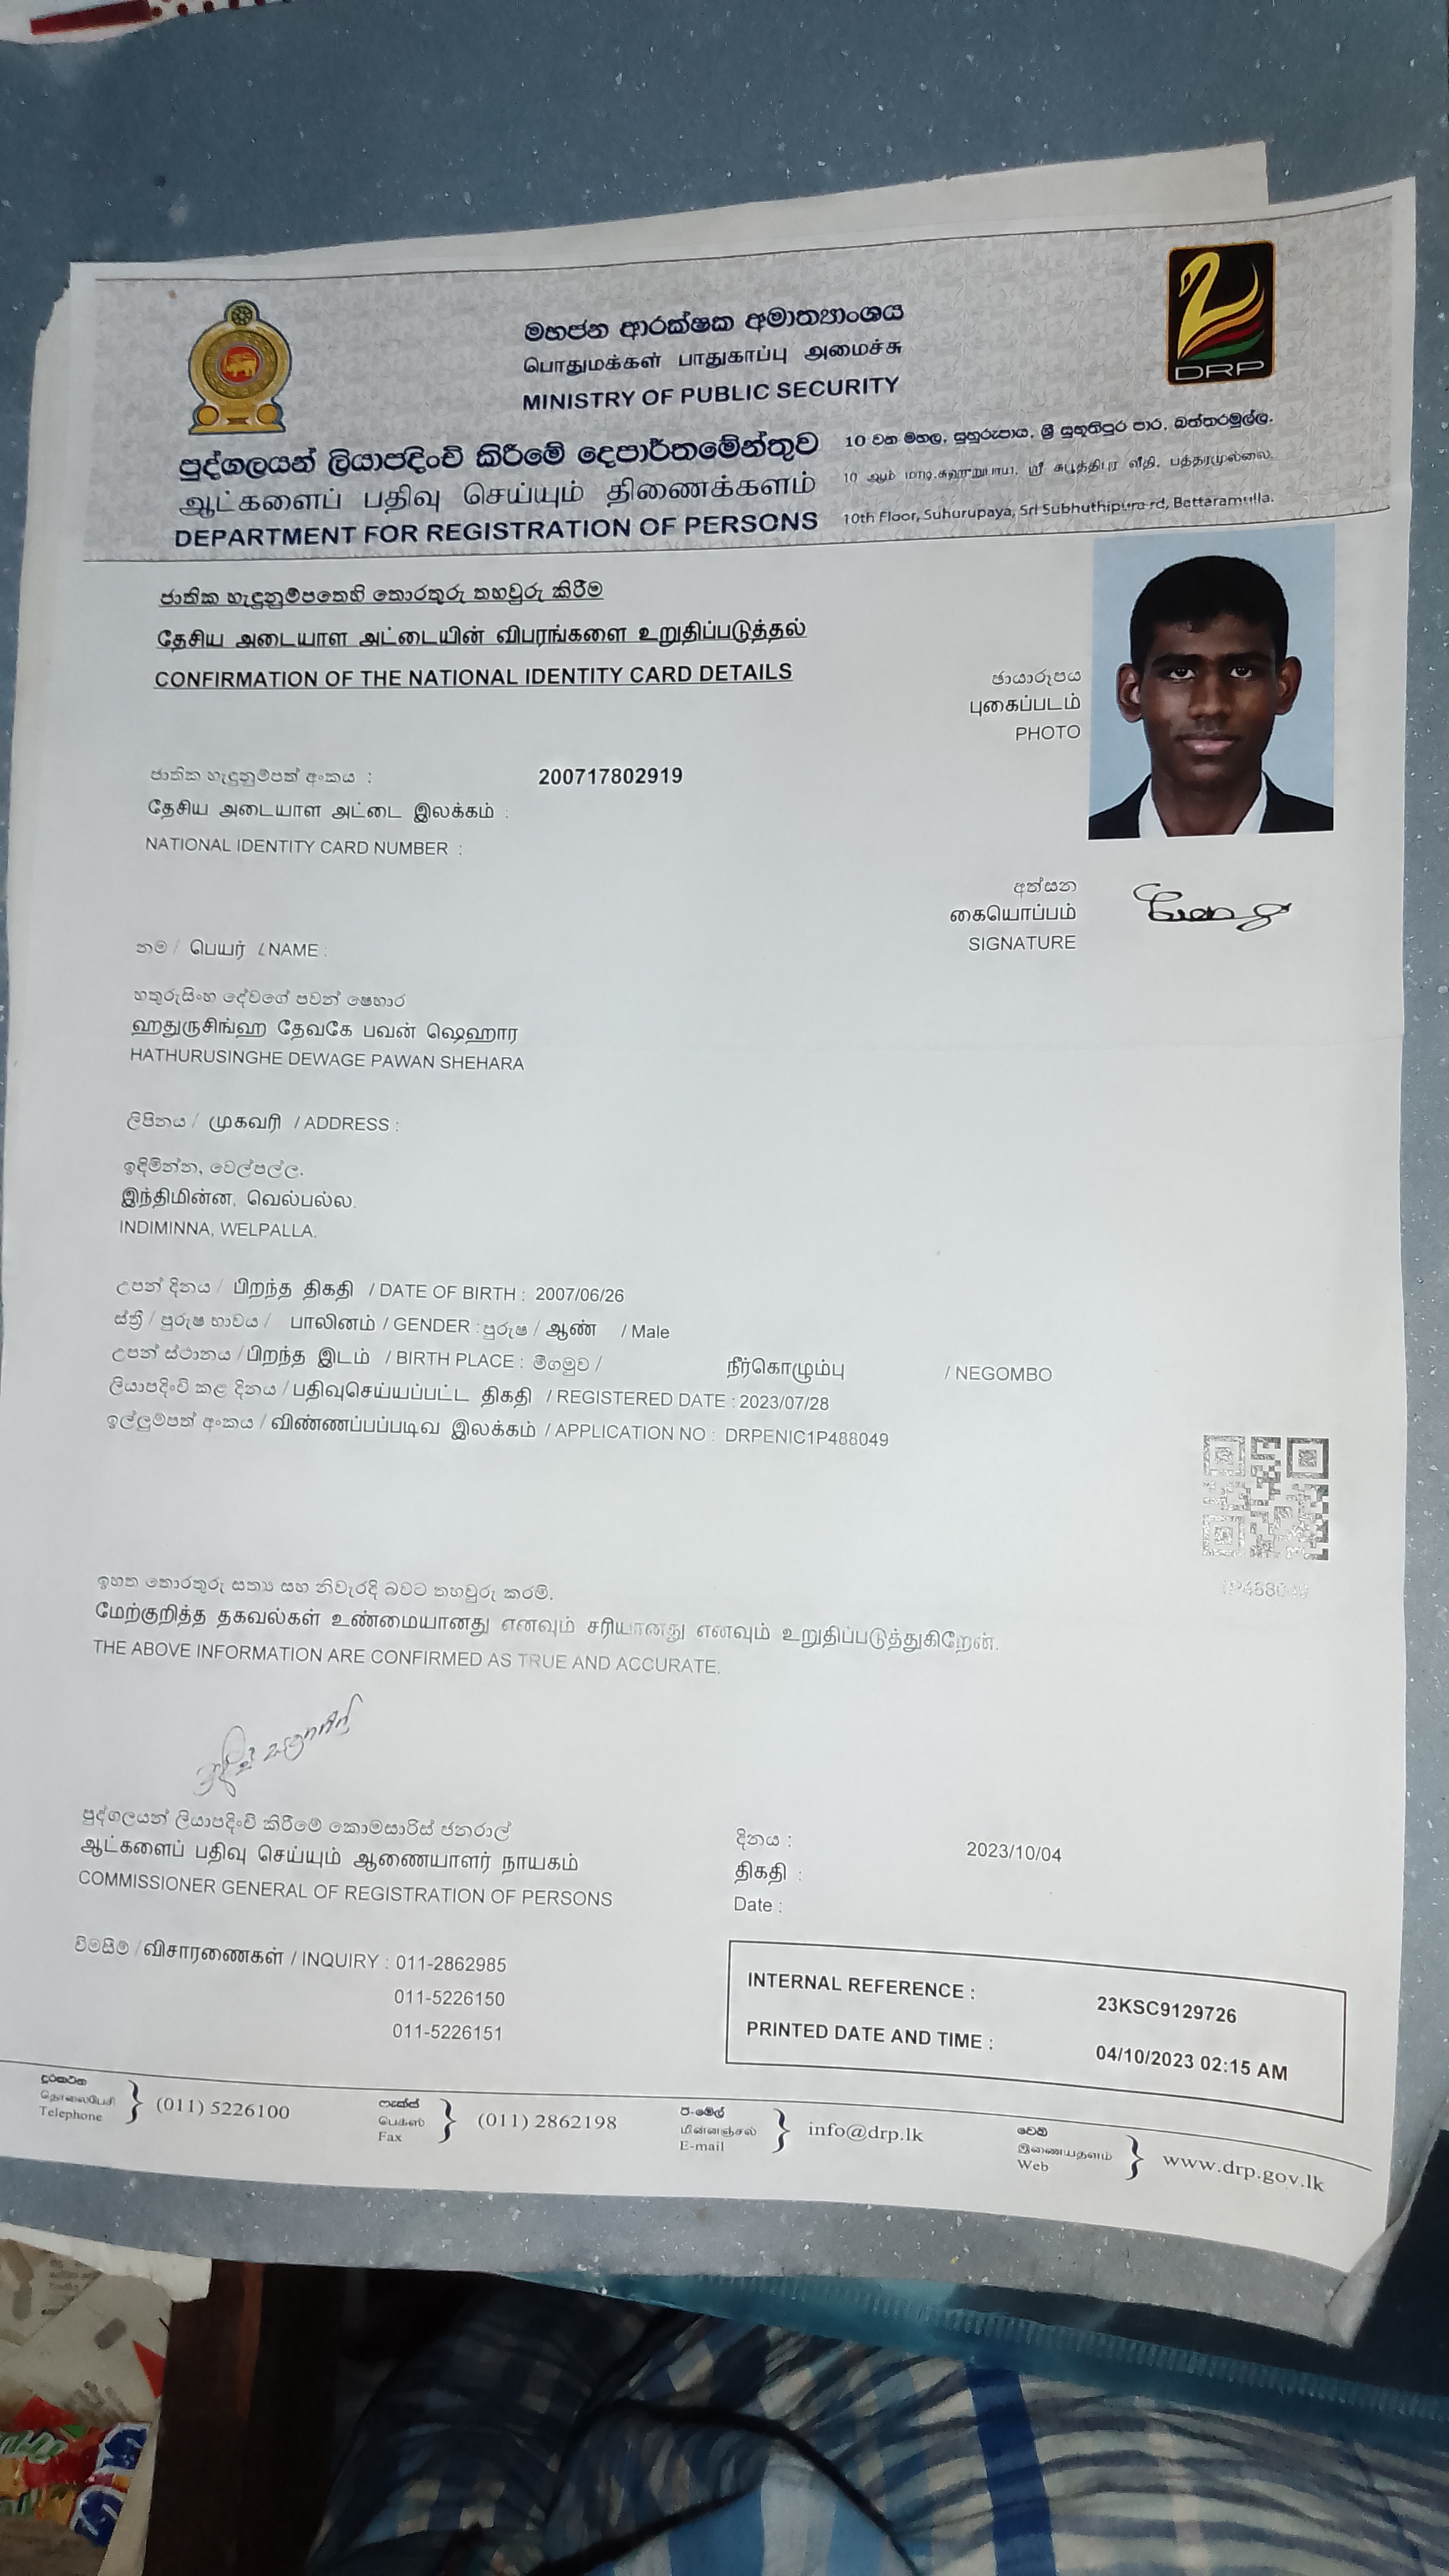 මහජන ආරක්ෂක අමාත්‍යාංශය
பொதுமக்கள் பாதுகாப்பு அமைச்சு
MINISTRY OF PUBLIC SECURITY
DRP
පුද්ගලයන් ලියාපදිංචි කිරීමේ දෙපාර්තමේන්තුව
ஆட்களைப் பதிவு செய்யும் திணைக்களம்
DEPARTMENT FOR REGISTRATION OF PERSONS
10 වන මහල, සුහුරුපාය, ශ්‍රී සුභූතිපුර පාර, බත්තරමුල්ල.
10 ஆம் மாடி, சுஹுறுபாய, ஸ்ரீ சுபூத்திபுர வீதி, பத்தரமுல்லை.
10th Floor, Suhurupaya, Sri Subhuthipura rd, Battaramulla.
ජාතික හැඳුනුම්පතෙහි තොරතුරු තහවුරු කිරීම
தேசிய அடையாள அட்டையின் விபரங்களை உறுதிப்படுத்தல்
CONFIRMATION OF THE NATIONAL IDENTITY CARD DETAILS
ඡායාරූපය
புகைப்படம்
PHOTO
ජාතික හැඳුනුම්පත් අංකය : 200717802919
தேசிய அடையாள அட்டை இலக்கம் :
NATIONAL IDENTITY CARD NUMBER :
අත්සන
கையொப்பம்
SIGNATURE
නම / பெயர் / NAME :
හතුරුසිංහ දේවගේ පවන් ෂෙහාර
ஹதுருசிங்ஹ தேவகே பவன் ஷெஹார
HATHURUSINGHE DEWAGE PAWAN SHEHARA
ලිපිනය / முகவரி / ADDRESS :
ඉඳිමින්න, වෙල්පල්ල.
இந்திமின்ன, வெல்பல்ல.
INDIMINNA, WELPALLA.
උපන් දිනය / பிறந்த திகதி / DATE OF BIRTH : 2007/06/26
ස්ත්‍රී / පුරුෂ භාවය / பாலினம் / GENDER : පුරුෂ / ஆண் / Male
උපන් ස්ථානය / பிறந்த இடம் / BIRTH PLACE : මීගමුව / நீர்கொழும்பு / NEGOMBO
ලියාපදිංචි කළ දිනය / பதிவுசெய்யப்பட்ட திகதி / REGISTERED DATE : 2023/07/28
ඉල්ලුම්පත් අංකය / விண்ணப்பப்படிவ இலக்கம் / APPLICATION NO : DRPENIC1P488049
1P488049
ඉහත තොරතුරු සත්‍ය සහ නිවැරදි බවට තහවුරු කරමි.
மேற்குறித்த தகவல்கள் உண்மையானது எனவும் சரியானது எனவும் உறுதிப்படுத்துகிறேன்.
THE ABOVE INFORMATION ARE CONFIRMED AS TRUE AND ACCURATE.
පුද්ගලයන් ලියාපදිංචි කිරීමේ කොමසාරිස් ජනරාල්
ஆட்களைப் பதிவு செய்யும் ஆணையாளர் நாயகம்
COMMISSIONER GENERAL OF REGISTRATION OF PERSONS
දිනය : 2023/10/04
திகதி :
Date :
විමසීම් / விசாரணைகள் / INQUIRY : 011-2862985
011-5226150
011-5226151
INTERNAL REFERENCE : 23KSC9129726
PRINTED DATE AND TIME : 04/10/2023 02:15 AM
දුරකථන
தொலைபேசி
Telephone
(011) 5226100
ෆැක්ස්
பெக்ஸ்
Fax
(011) 2862198
ඊ-මේල්
மின்னஞ்சல்
E-mail
info@drp.lk
වෙබ්
இணையதளம்
Web
www.drp.gov.lk